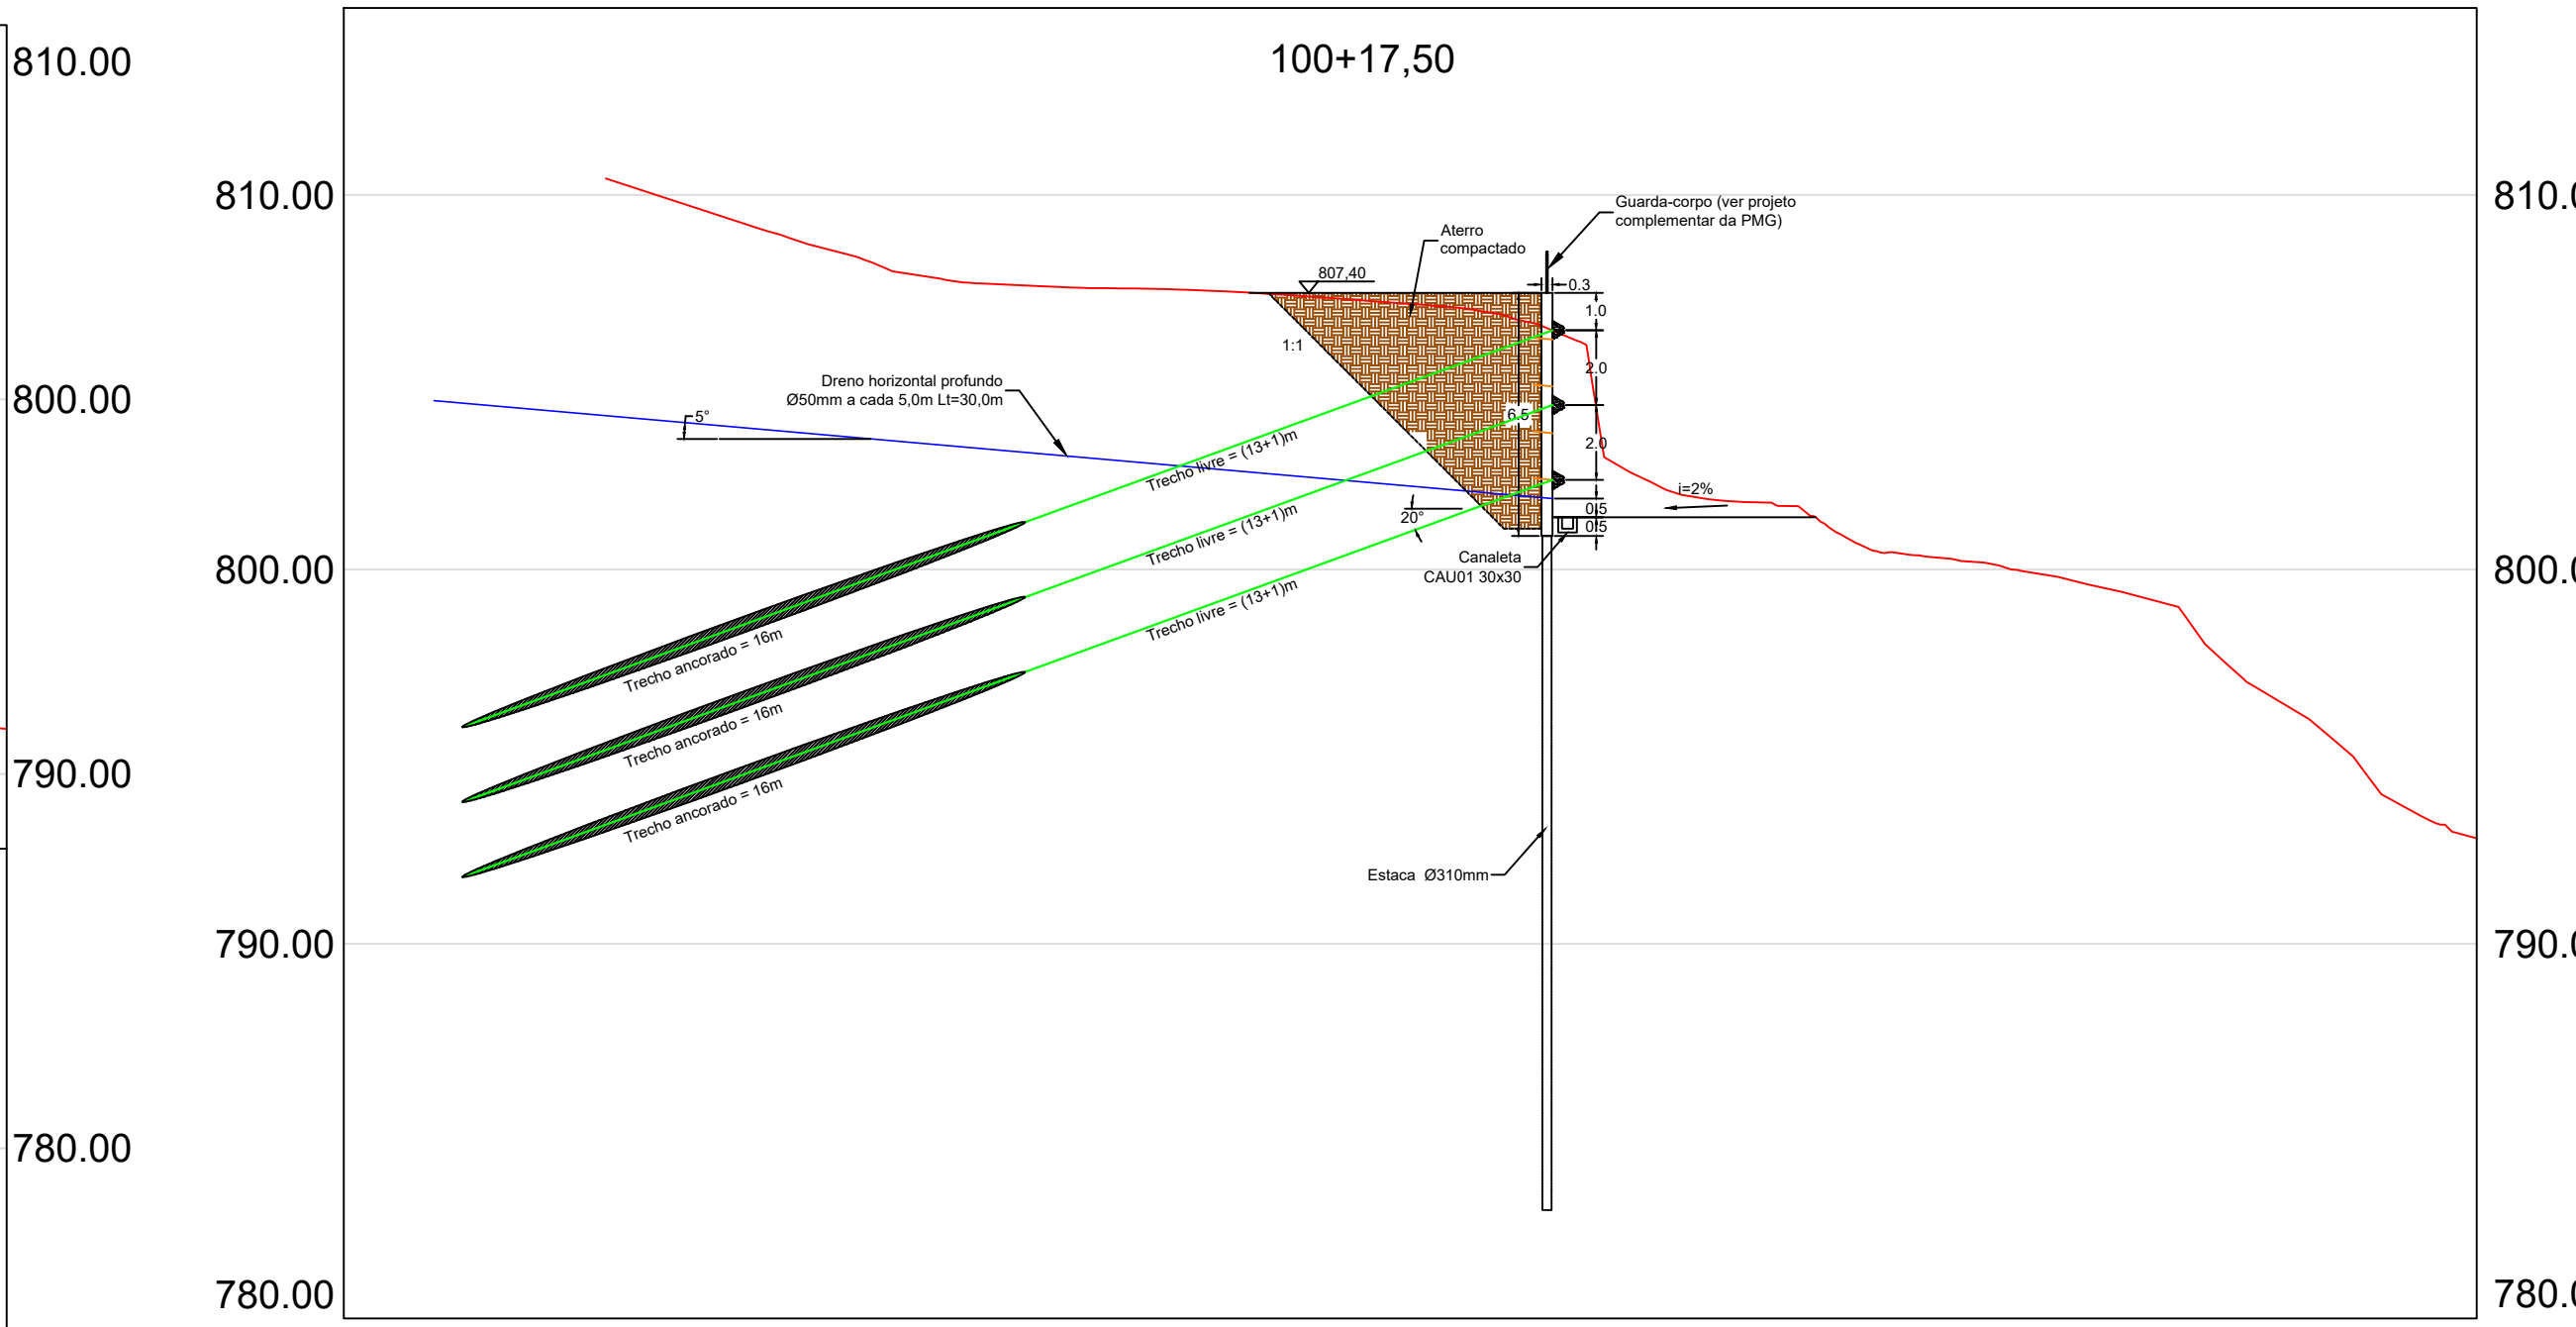 810.00
100+17,50
810.00
810.0
Guarda-corpo (ver projeto
complementar da PMG)
Aterro
compactado
807,40
0.3
1.0
1:1
2.0
Dreno horizontal profundo
Ø50mm a cada 5,0m Lt=30,0m
800.00
5°
6.5
2.0
Trecho livre = (13+1)m
i=2%
0.5
20°
0.5
Trecho livre = (13+1)m
Canaleta
CAU01 30x30
800.00
800.0
Trecho livre = (13+1)m
Trecho ancorado = 16m
Trecho ancorado = 16m
790.00
Trecho ancorado = 16m
Estaca Ø310mm
790.00
790.0
780.00
780.00
780.0